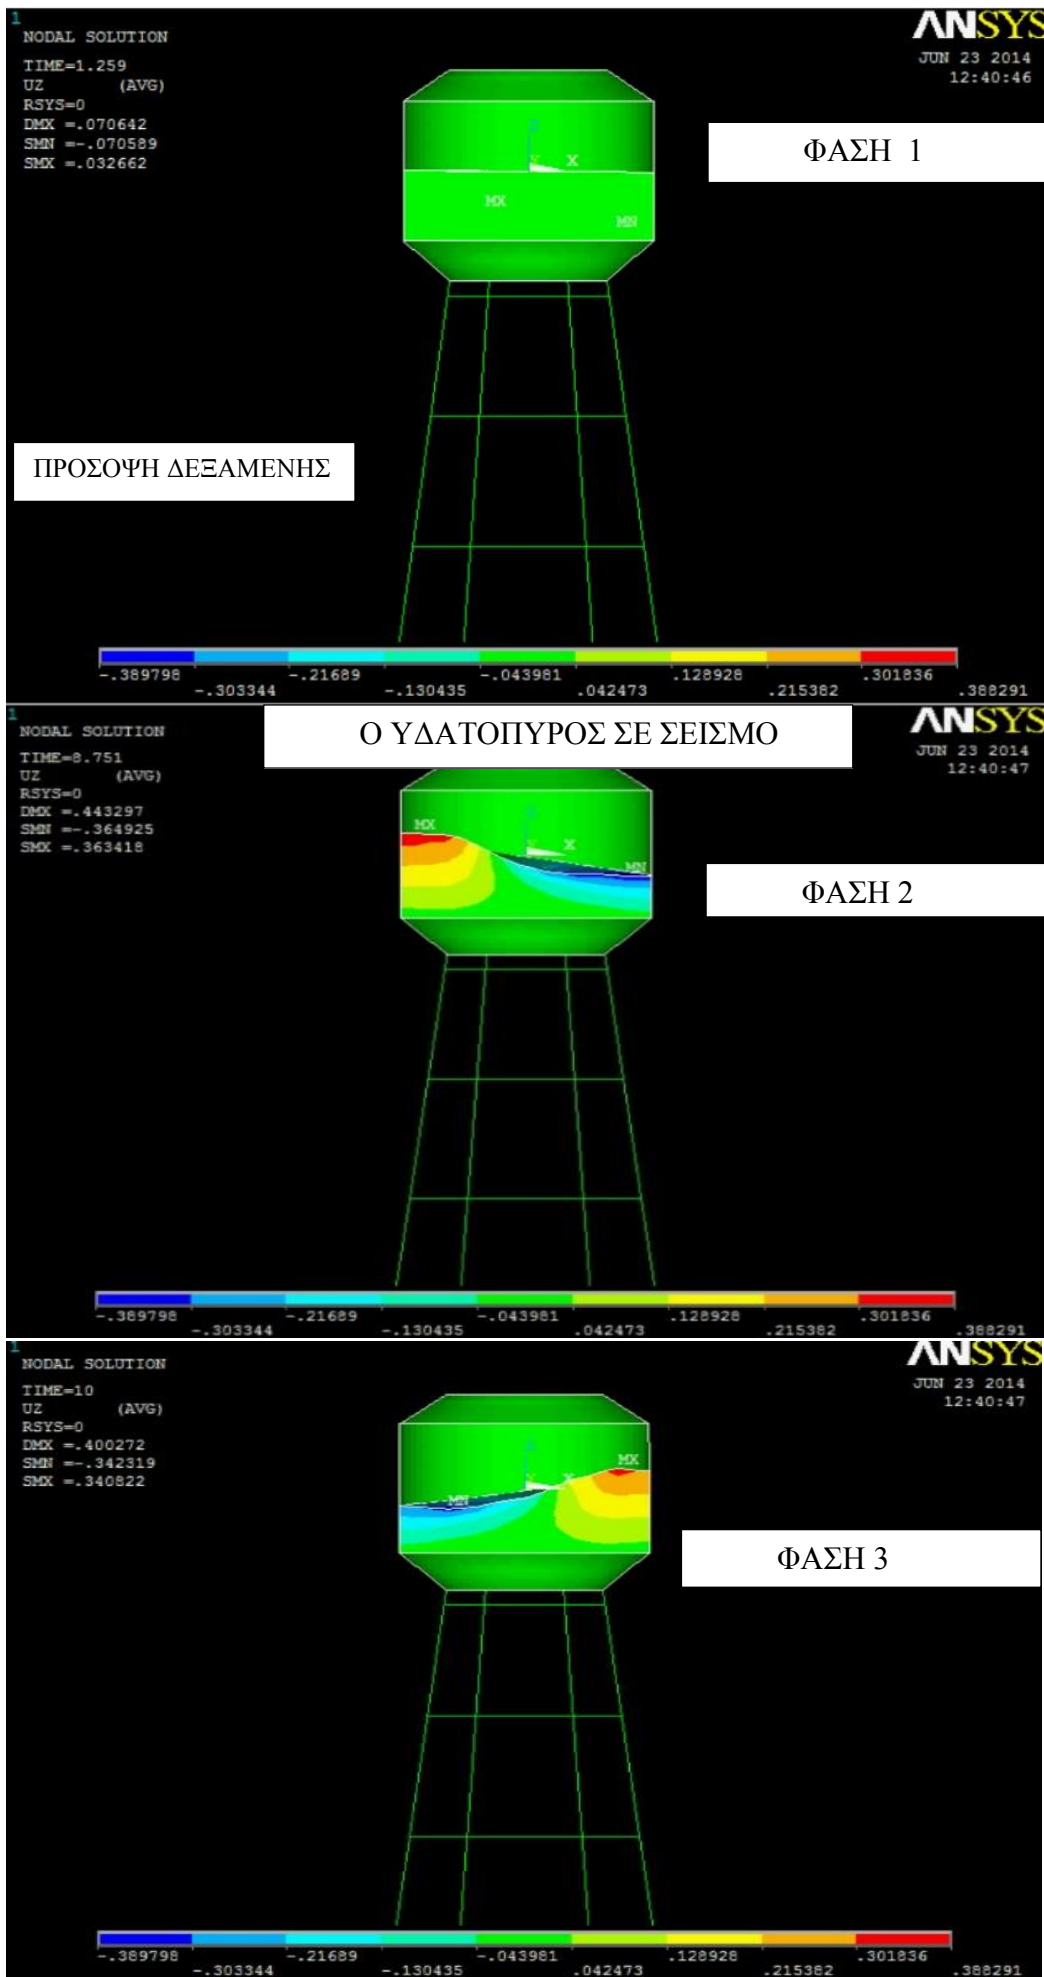 1
NODAL SOLUTION
TIME=1.259
UZ (AVG)
RSYS=0
DMX =.070642
SMN =-.070589
SMX =.032662
ANSYS
JUN 23 2014
12:40:46
ΦΑΣΗ 1
Z
Y X
MX
MN
ΠΡΟΣΟΨΗ ΔΕΞΑΜΕΝΗΣ
-.389798 -.21689 -.043981 .128928 .301836
-.303344 -.130435 .042473 .215382 .388291
1
NODAL SOLUTION
TIME=8.751
UZ (AVG)
RSYS=0
DMX =.443297
SMN =-.364925
SMX =.363418
Ο ΥΔΑΤΟΠΥΡΟΣ ΣΕ ΣΕΙΣΜΟ
ANSYS
JUN 23 2014
12:40:47
MX
Z
Y X
MN
ΦΑΣΗ 2
-.389798 -.21689 -.043981 .128928 .301836
-.303344 -.130435 .042473 .215382 .388291
1
NODAL SOLUTION
TIME=10
UZ (AVG)
RSYS=0
DMX =.400272
SMN =-.342319
SMX =.340822
ANSYS
JUN 23 2014
12:40:47
Z
MX
Y X
MN
ΦΑΣΗ 3
-.389798 -.21689 -.043981 .128928 .301836
-.303344 -.130435 .042473 .215382 .388291